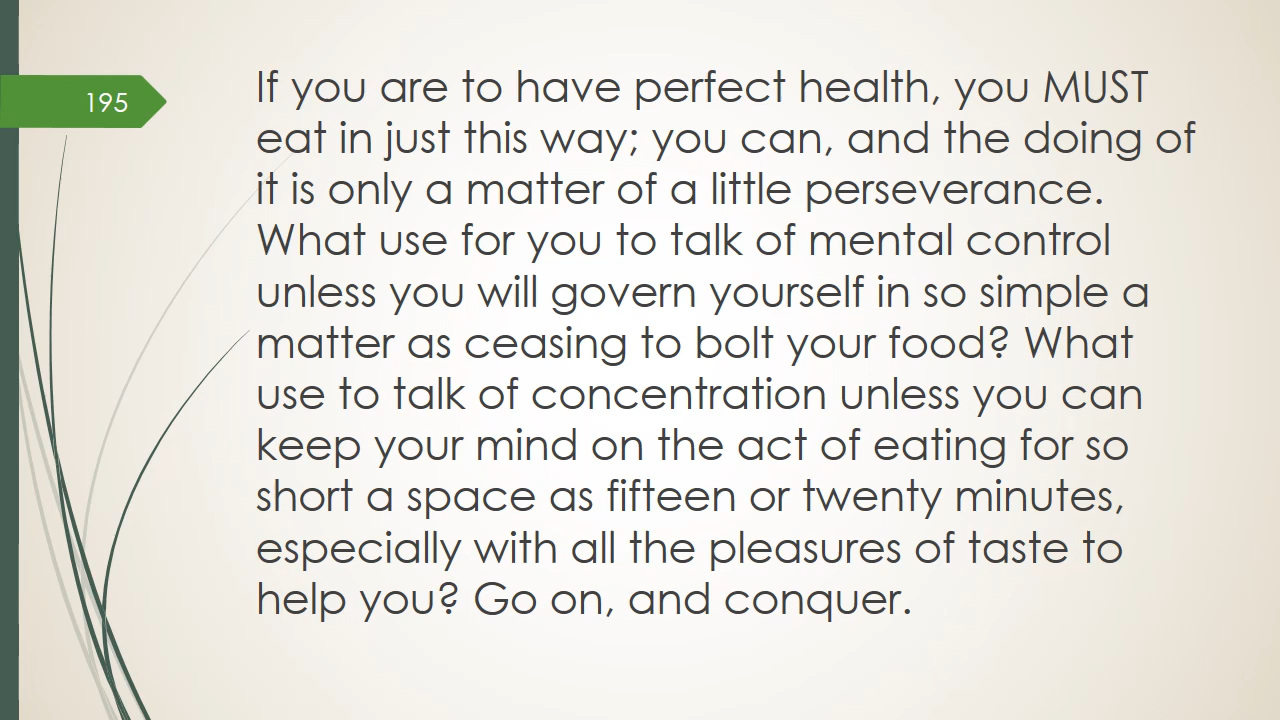 195
If you are to have perfect health, you MUST
eat in just this way; you can, and the doing of
it is only a matter of a little perseverance.
What use for you to talk of mental control
unless you will govern yourself in so simple a
matter as ceasing to bolt your food? What
use to talk of concentration unless you can
keep your mind on the act of eating for so
short a space as fifteen or twenty minutes,
especially with all the pleasures of taste to
help you? Go on, and conquer.